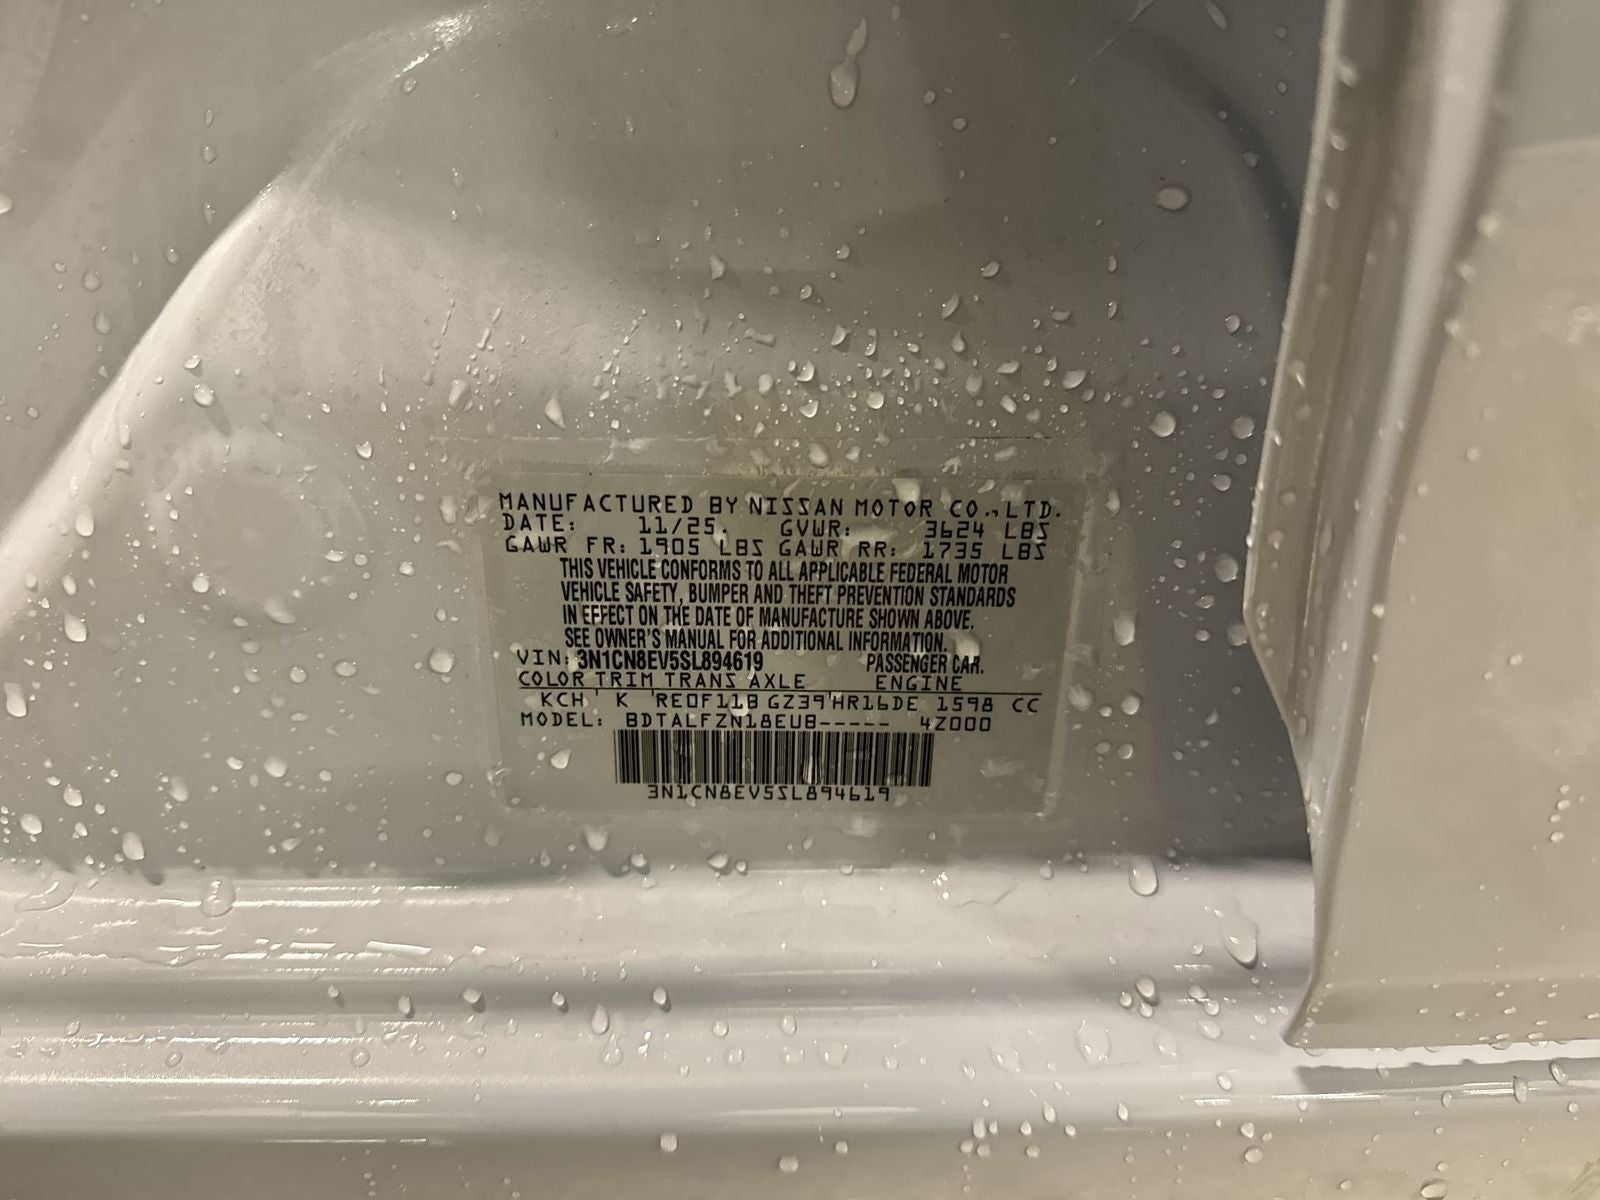 MANUFACTURED BY NISSAN MOTOR CO.,LTD.
DATE: 11/25. GVWR: 3624 LBS
GAWR FR: 1905 LBS GAWR RR: 1735 LBS
THIS VEHICLE CONFORMS TO ALL APPLICABLE FEDERAL MOTOR
VEHICLE SAFETY, BUMPER AND THEFT PREVENTION STANDARDS
IN EFFECT ON THE DATE OF MANUFACTURE SHOWN ABOVE.
SEE OWNER'S MANUAL FOR ADDITIONAL INFORMATION.
VIN: 3N1CN8EV5SL894619 PASSENGER CAR.
COLOR TRIM TRANS AXLE ENGINE
KCH K RE0F11B GZ39 HR16DE 1598 CC
MODEL: BDTALFZN18EUB----- 4Z000
3N1CN8EV5SL894619